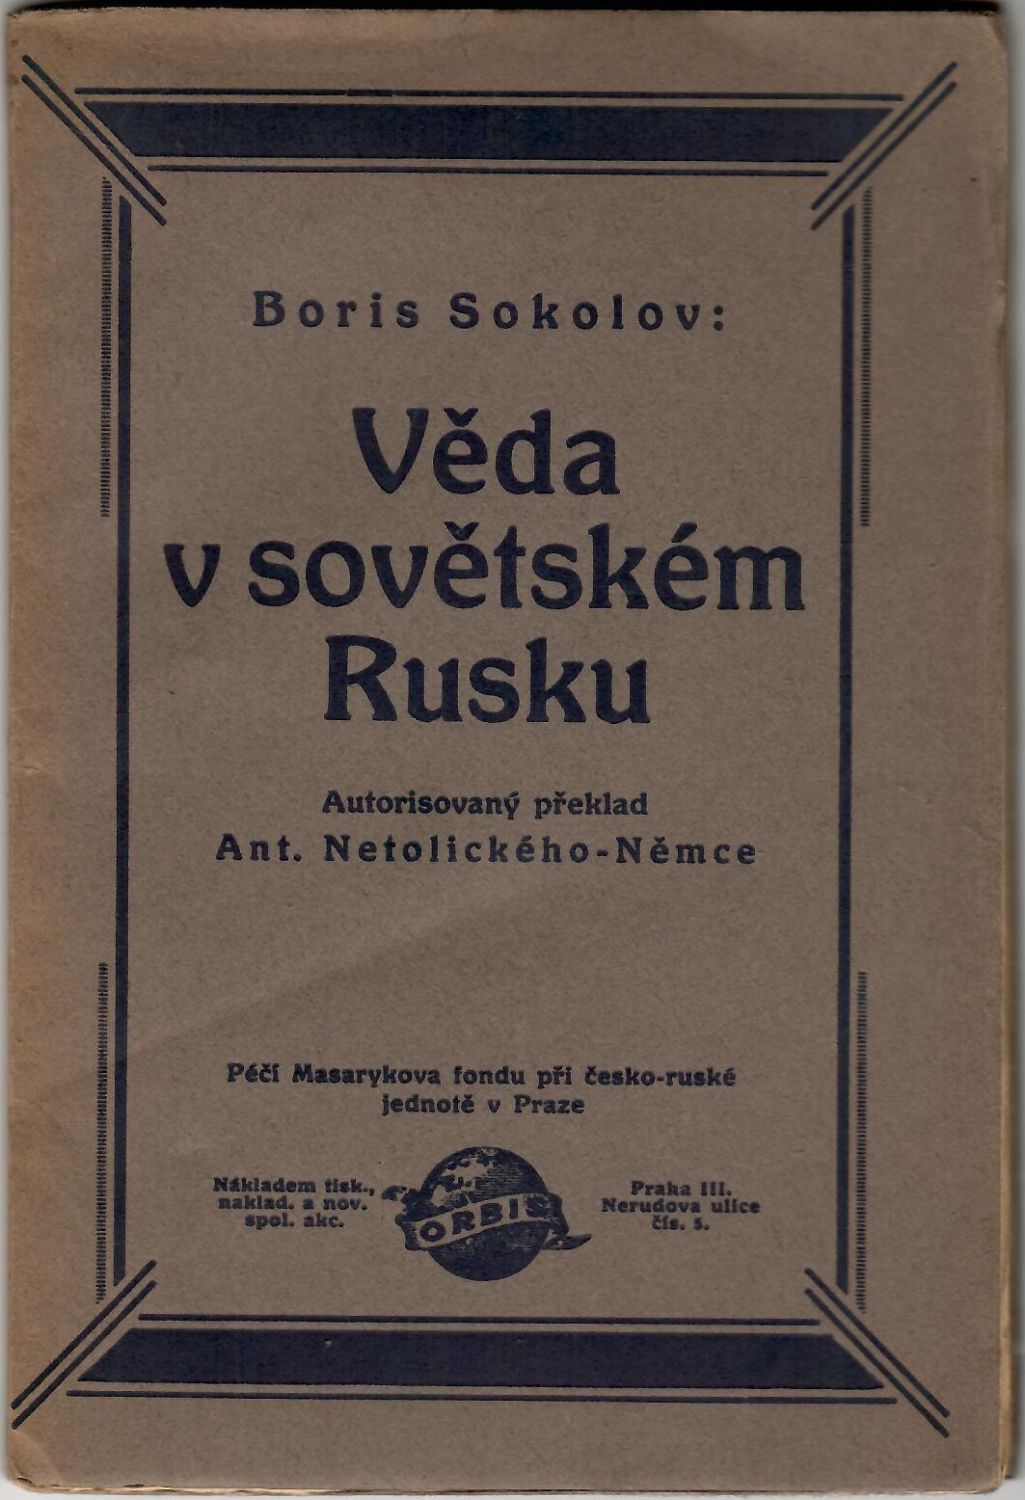 Boris Sokolov:
Věda
v sovětském
Rusku
Autorisovaný překlad
Ant. Netolického-Němce
Péčí Masarykova fondu při česko-ruské
jednotě v Praze
Nákladem tisk.,
naklad. a nov.
spol. akc.
ORBIS
Praha III.
Nerudova ulice
čís. 5.